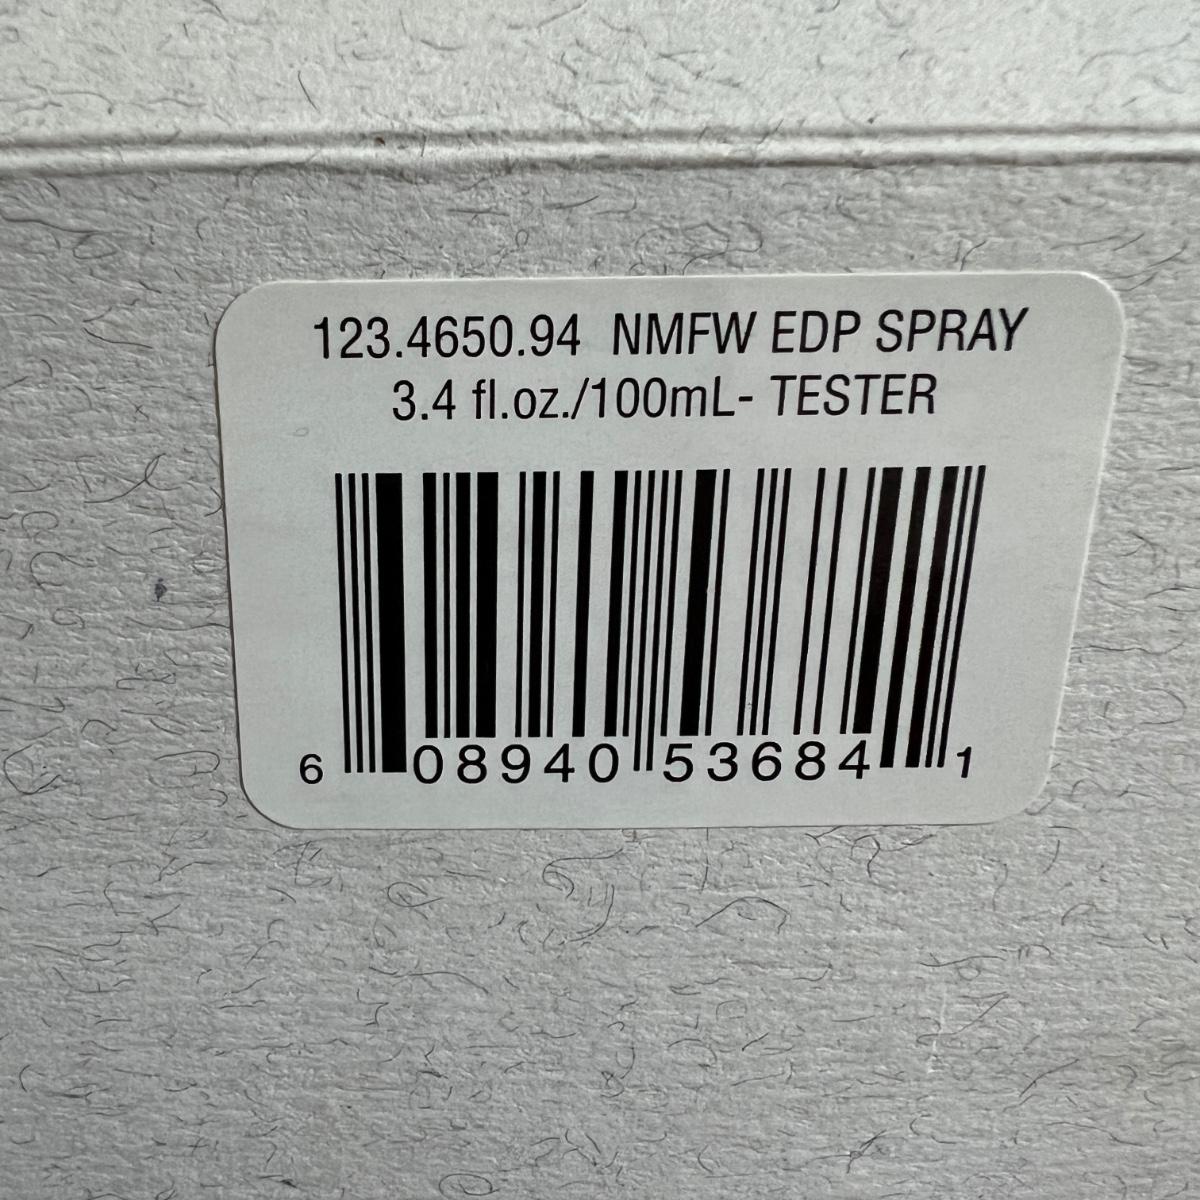 123.4650.94 NMFW EDP SPRAY
3.4 fl.oz./100mL- TESTER
6 08940 53684 1